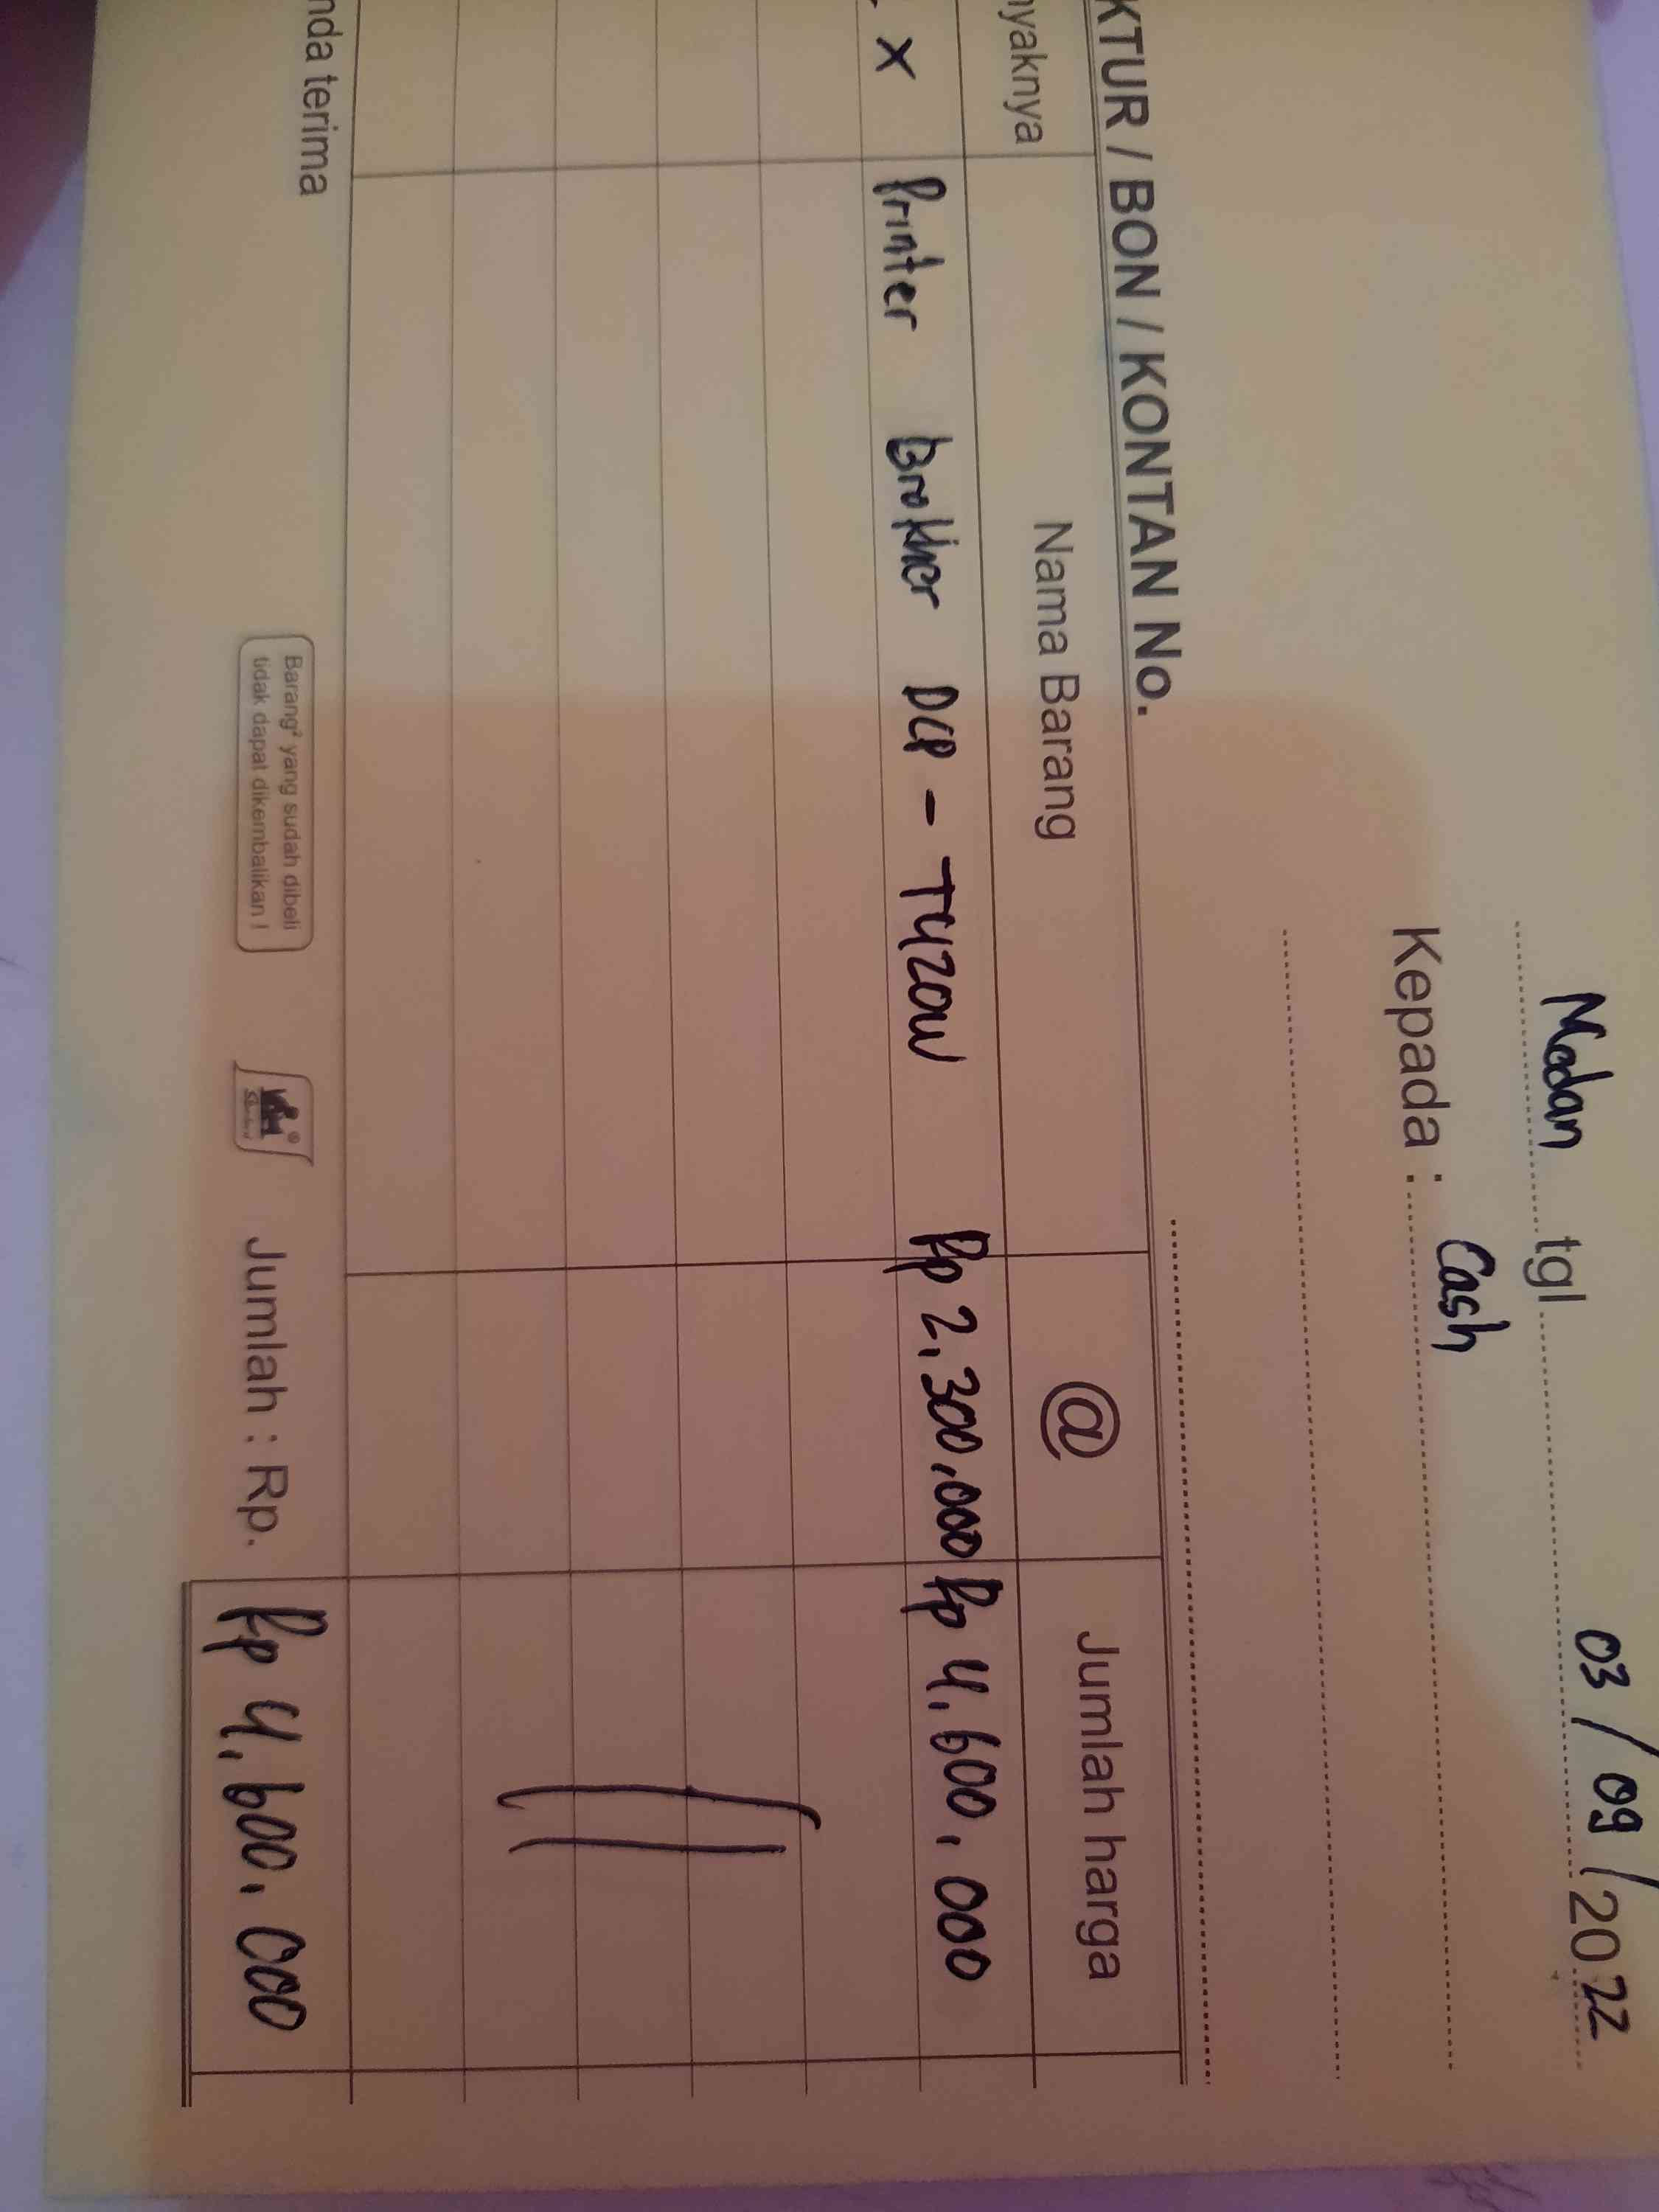 Medan tgl 03 / 09 / 2022
Kepada : Cash
KTUR / BON / KONTAN No.
nyaknya Nama Barang @ Jumlah harga
x Printer Brother DCP - T420W Rp 2.300.000 Rp 4.600.000
nda terima
Barang² yang sudah dibeli
tidak dapat dikembalikan !
Jumlah : Rp. Rp 4.600.000